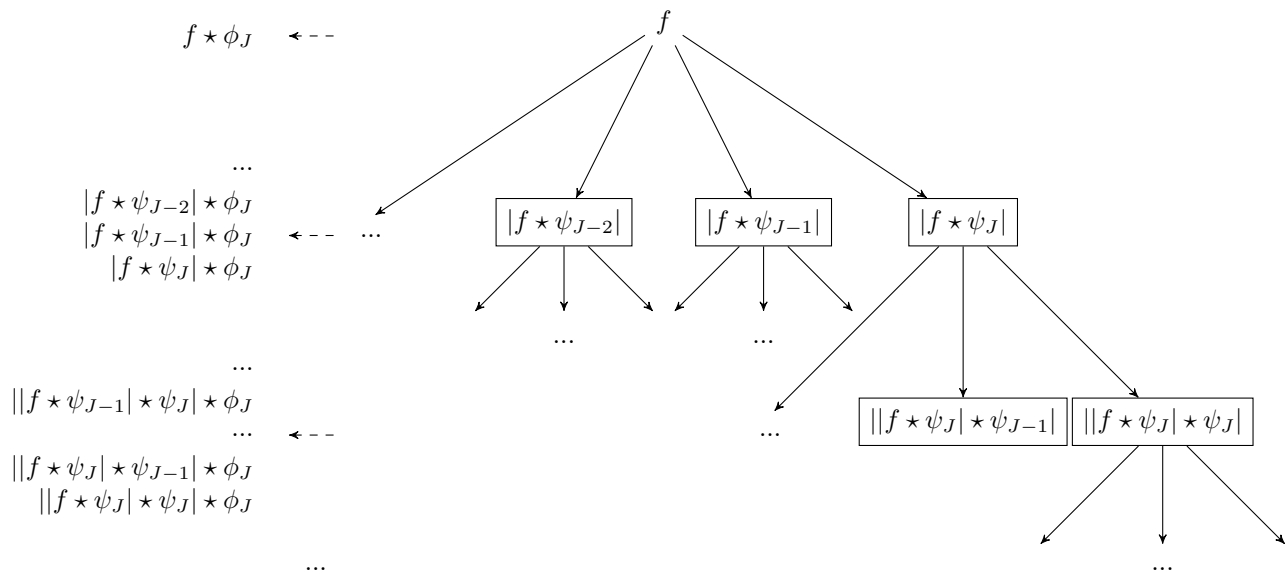 f
f ⋆ ϕ_J
...
|f ⋆ ψ_{J−2}| ⋆ ϕ_J
|f ⋆ ψ_{J−1}| ⋆ ϕ_J
|f ⋆ ψ_J| ⋆ ϕ_J
...
|f ⋆ ψ_{J−2}|
|f ⋆ ψ_{J−1}|
|f ⋆ ψ_J|
...
...
...
||f ⋆ ψ_{J−1}| ⋆ ψ_J| ⋆ ϕ_J
...
||f ⋆ ψ_J| ⋆ ψ_{J−1}| ⋆ ϕ_J
||f ⋆ ψ_J| ⋆ ψ_J| ⋆ ϕ_J
...
||f ⋆ ψ_J| ⋆ ψ_{J−1}|
||f ⋆ ψ_J| ⋆ ψ_J|
...
...